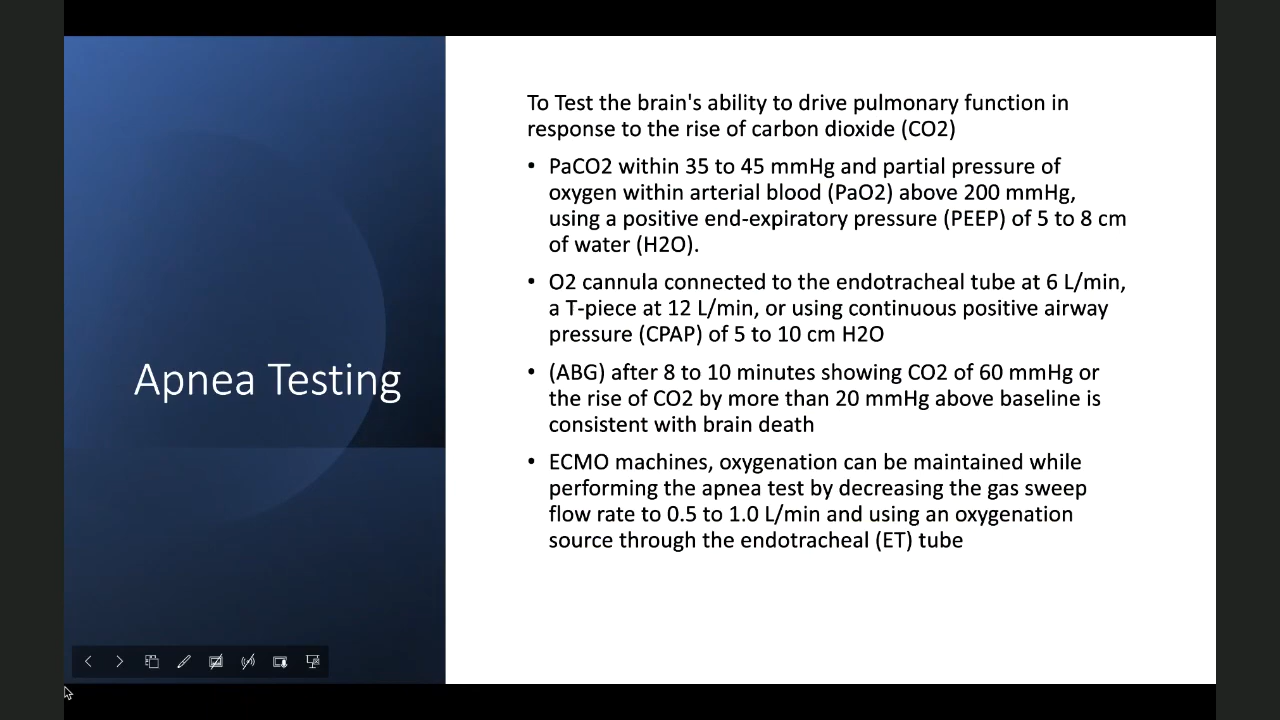 Apnea Testing
To Test the brain's ability to drive pulmonary function in
response to the rise of carbon dioxide (CO2)
• PaCO2 within 35 to 45 mmHg and partial pressure of
oxygen within arterial blood (PaO2) above 200 mmHg,
using a positive end-expiratory pressure (PEEP) of 5 to 8 cm
of water (H2O).
• O2 cannula connected to the endotracheal tube at 6 L/min,
a T-piece at 12 L/min, or using continuous positive airway
pressure (CPAP) of 5 to 10 cm H2O
• (ABG) after 8 to 10 minutes showing CO2 of 60 mmHg or
the rise of CO2 by more than 20 mmHg above baseline is
consistent with brain death
• ECMO machines, oxygenation can be maintained while
performing the apnea test by decreasing the gas sweep
flow rate to 0.5 to 1.0 L/min and using an oxygenation
source through the endotracheal (ET) tube